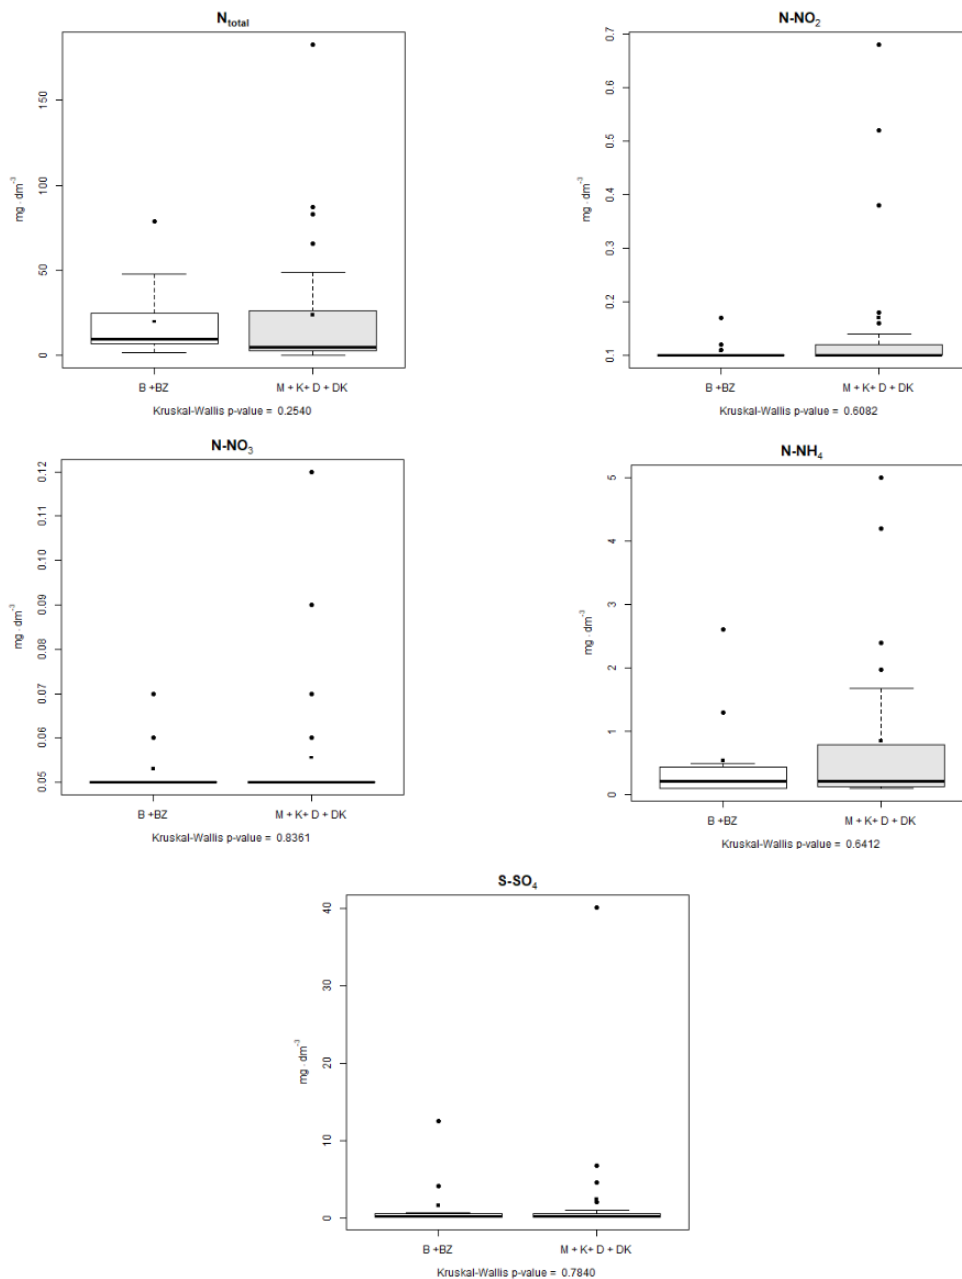 N_total
mg · dm⁻³
150
100
50
0
B +BZ
M + K+ D + DK
Kruskal-Wallis p-value = 0.2540
N-NO₂
mg · dm⁻³
0.7
0.6
0.5
0.4
0.3
0.2
0.1
B +BZ
M + K+ D + DK
Kruskal-Wallis p-value = 0.6082
N-NO₃
mg · dm⁻³
0.12
0.11
0.10
0.09
0.08
0.07
0.06
0.05
B +BZ
M + K+ D + DK
Kruskal-Wallis p-value = 0.8361
N-NH₄
mg · dm⁻³
5
4
3
2
1
0
B +BZ
M + K+ D + DK
Kruskal-Wallis p-value = 0.6412
S-SO₄
mg · dm⁻³
40
30
20
10
0
B +BZ
M + K+ D + DK
Kruskal-Wallis p-value = 0.7840